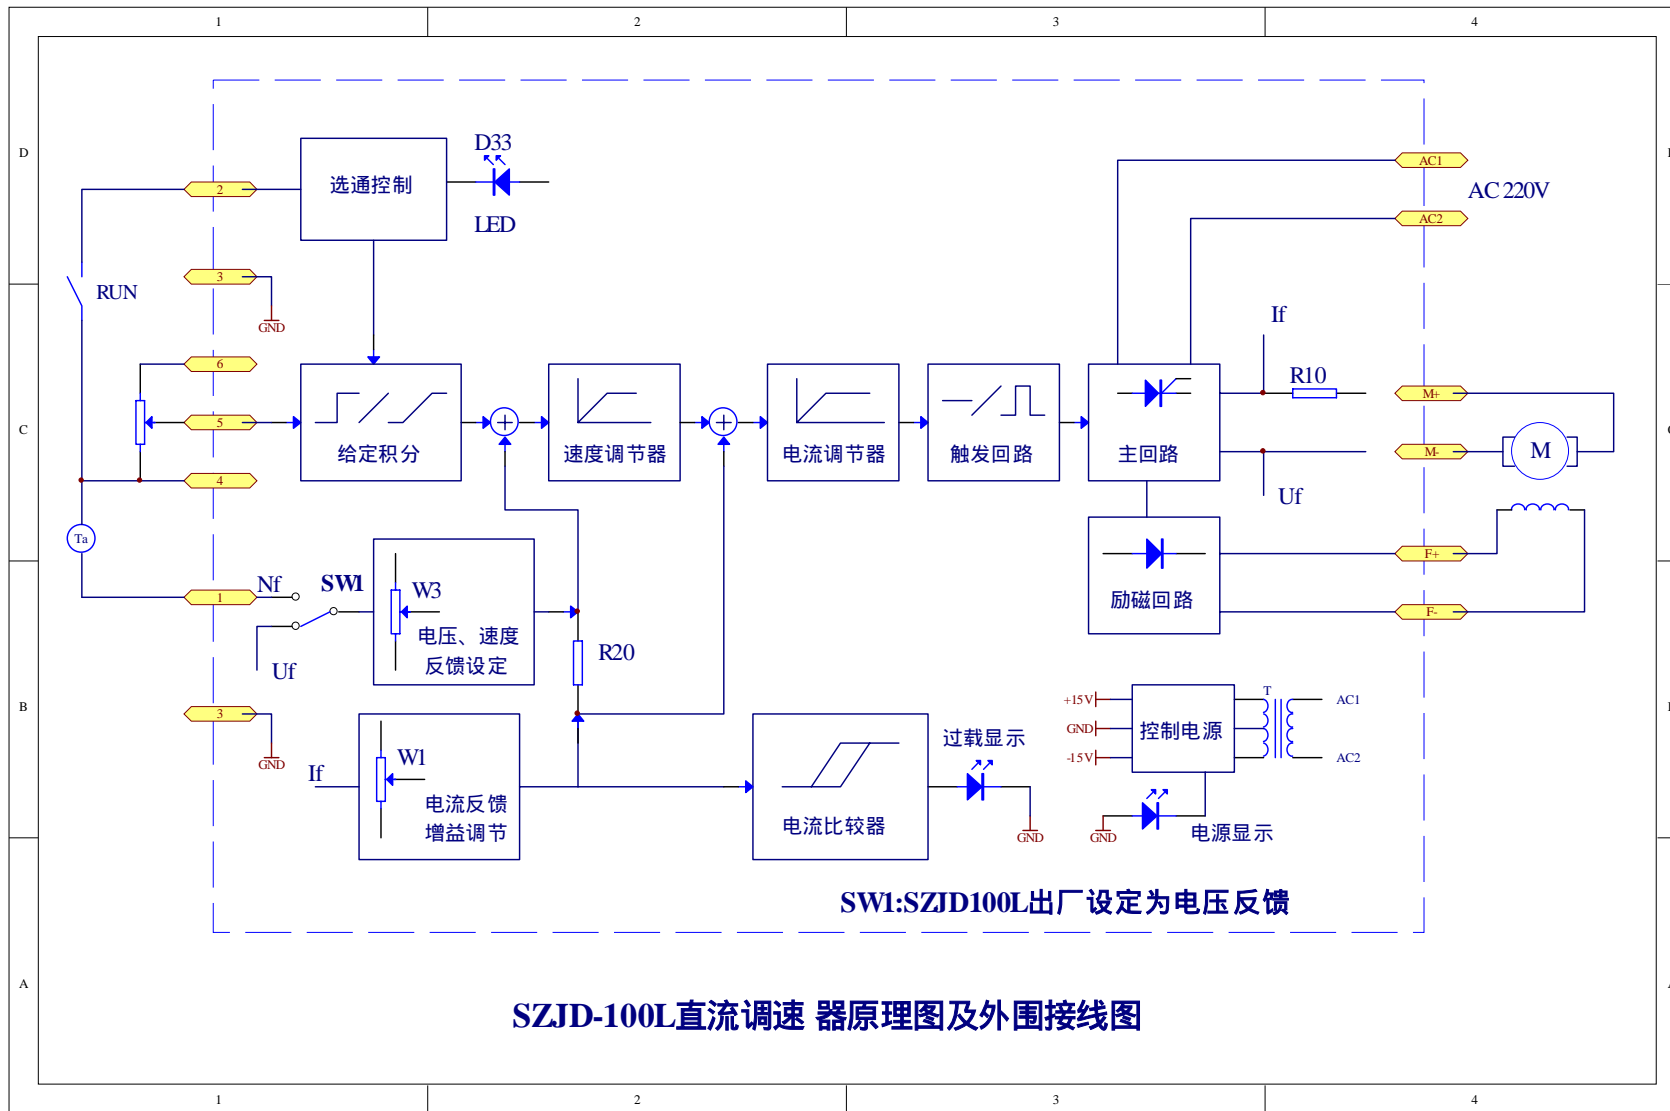 1 2 3 4
D
选通控制
D33
LED
2
AC1
AC 220V
AC2
3
GND
RUN
6
5
4
C
给定积分
速度调节器
电流调节器
触发回路
主回路
If
R10
M+
M-
M
Uf
励磁回路
F+
F-
Ta
1
Nf
SW1
Uf
W3
电压、速度
反馈设定
R20
B
3
GND
If
W1
电流反馈
增益调节
电流比较器
过载显示
GND
+15V
GND
-15V
控制电源
T
AC1
AC2
GND
电源显示
SW1:SZJD100L出厂设定为电压反馈
A
SZJD-100L直流调速 器原理图及外围接线图
1 2 3 4